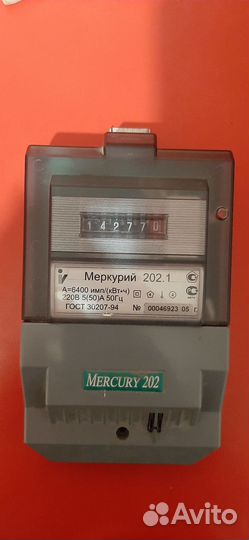 142770
Меркурий 202.1
А=6400 имп/(кВт•ч)
220В 5(50)А 50Гц
ГОСТ 30207-94 № 00046923 05 г.
MERCURY 202
Avito